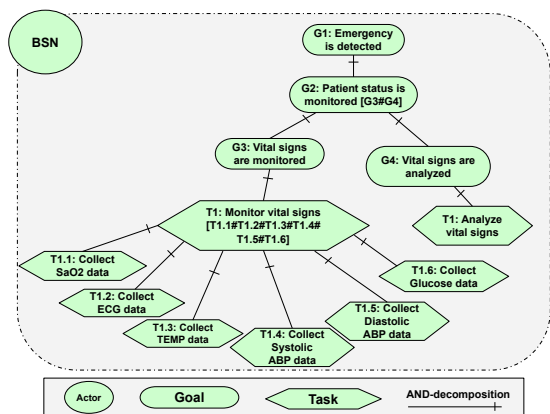 BSN
G1: Emergency
is detected
G2: Patient status is
monitored [G3#G4]
G3: Vital signs
are monitored
G4: Vital signs are
analyzed
T1: Monitor vital signs
[T1.1#T1.2#T1.3#T1.4#
T1.5#T1.6]
T1: Analyze
vital signs
T1.1: Collect
SaO2 data
T1.2: Collect
ECG data
T1.3: Collect
TEMP data
T1.4: Collect
Systolic
ABP data
T1.5: Collect
Diastolic
ABP data
T1.6: Collect
Glucose data
Actor
Goal
Task
AND-decomposition